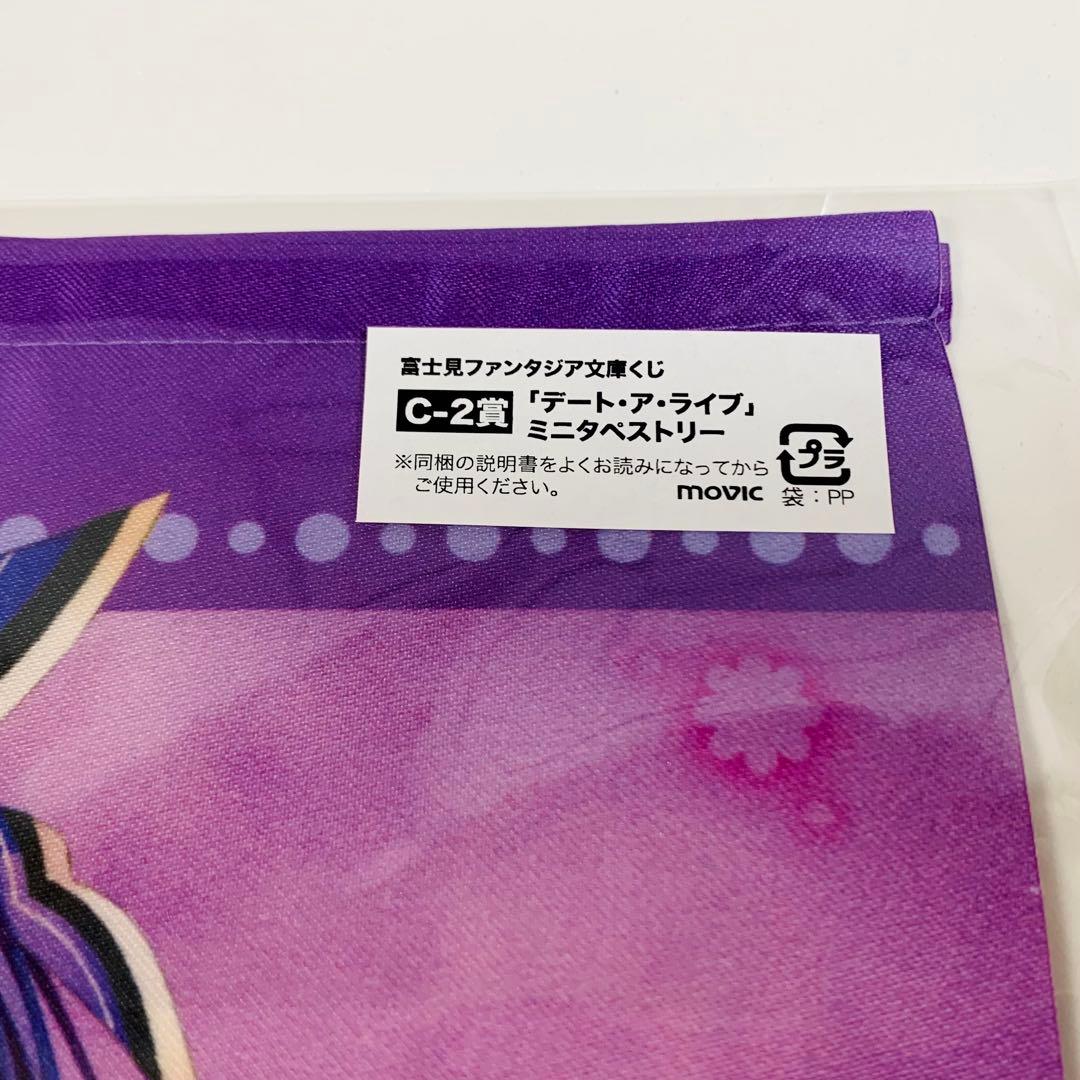 富士見ファンタジア文庫くじ
C-2賞 「デート・ア・ライブ」
ミニタペストリー
※同梱の説明書をよくお読みになってから
ご使用ください。
movic
プラ
袋：PP